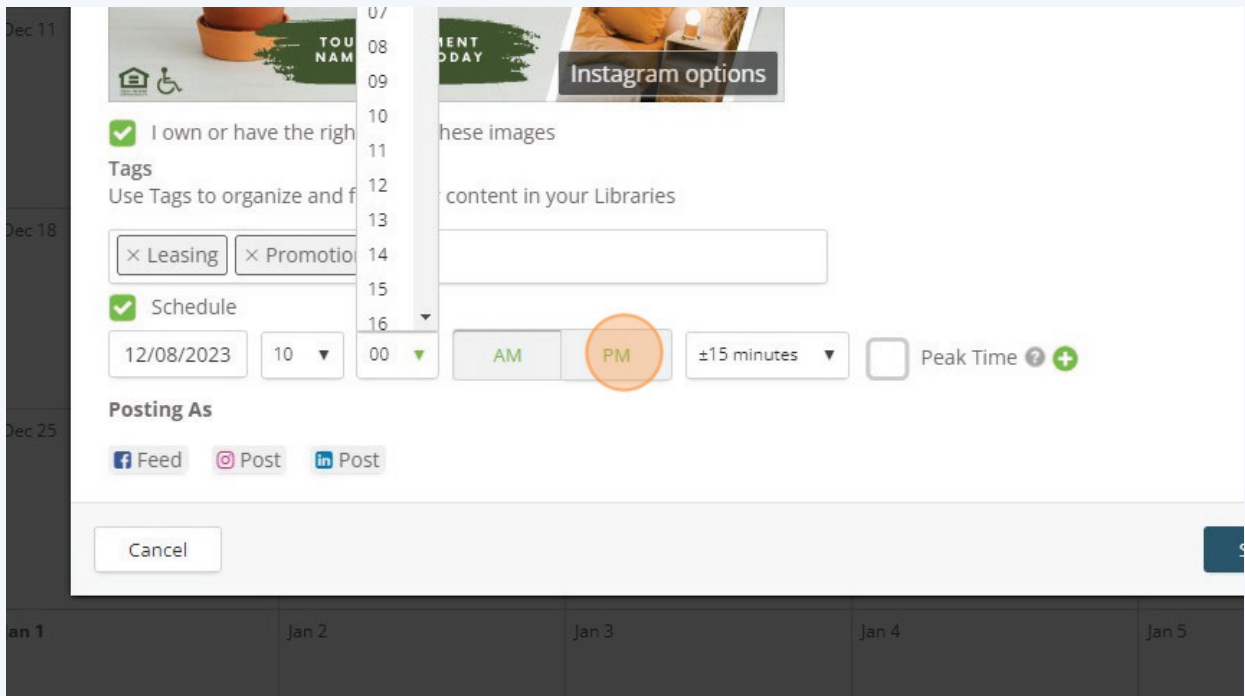 Dec 11
07
08
09
10
11
12
13
14
15
16
TOU
MENT
NAM
ODAY
Instagram options
I own or have the righ
hese images
Tags
Use Tags to organize and f
content in your Libraries
Dec 18
× Leasing
× Promotio
Schedule
12/08/2023
10
00
AM
PM
±15 minutes
Peak Time
Posting As
Dec 25
Feed
Post
in Post
Cancel
S
an 1
Jan 2
Jan 3
Jan 4
Jan 5